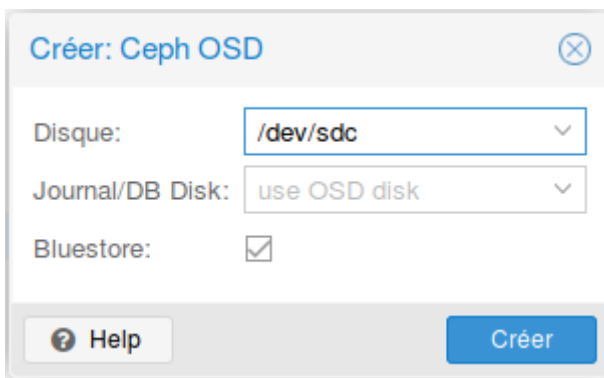 Créer: Ceph OSD
Disque: /dev/sdc
Journal/DB Disk: use OSD disk
Bluestore:
Help Créer